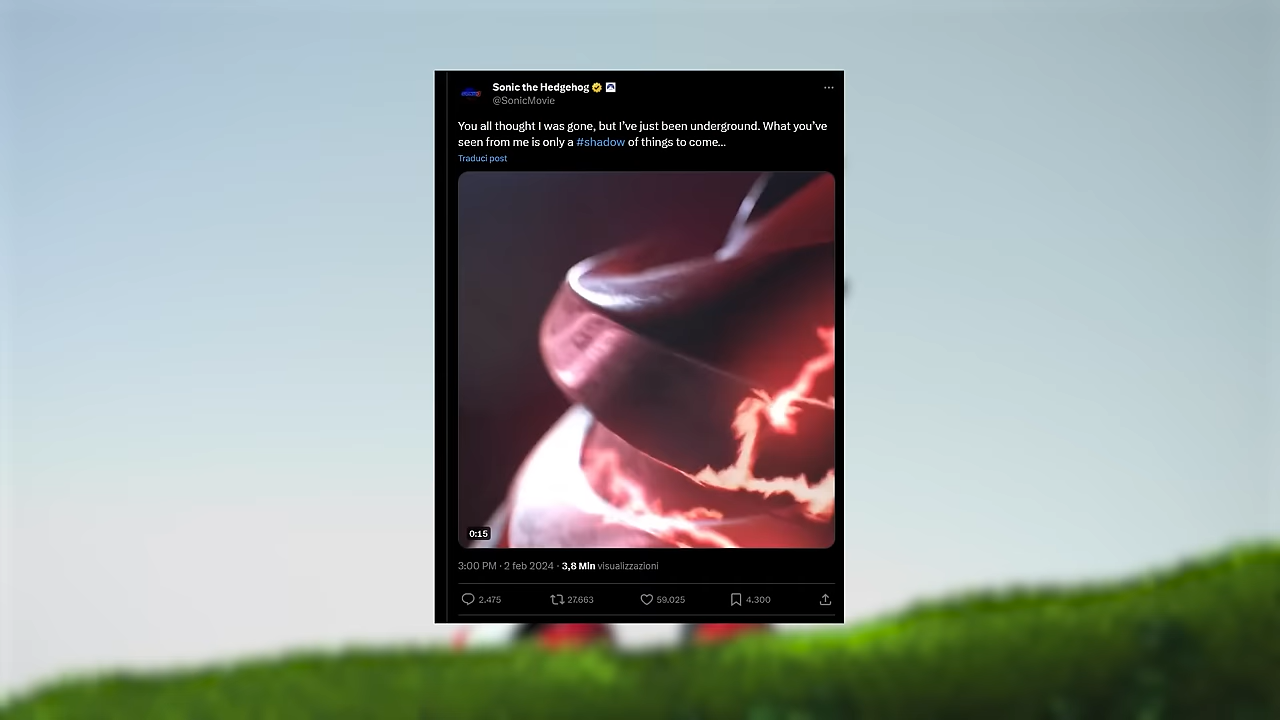 Sonic the Hedgehog
@SonicMovie
You all thought I was gone, but I've just been underground. What you've
seen from me is only a #shadow of things to come...
Traduci post
0:15
3:00 PM · 2 feb 2024 · 3,8 Mln visualizzazioni
2.475 27.663 59.025 4.300